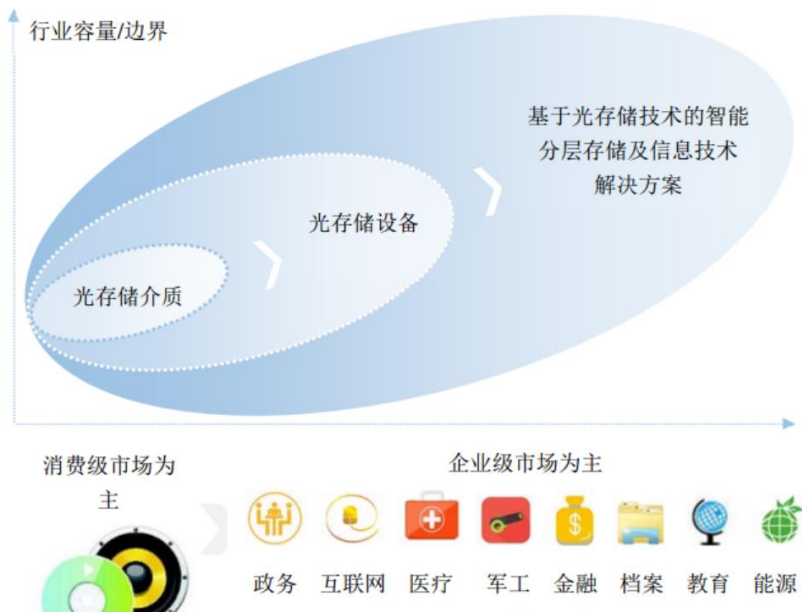 行业容量/边界
基于光存储技术的智能
分层存储及信息技术
解决方案
光存储设备
光存储介质
消费级市场为
主
企业级市场为主
政务 互联网 医疗 军工 金融 档案 教育 能源